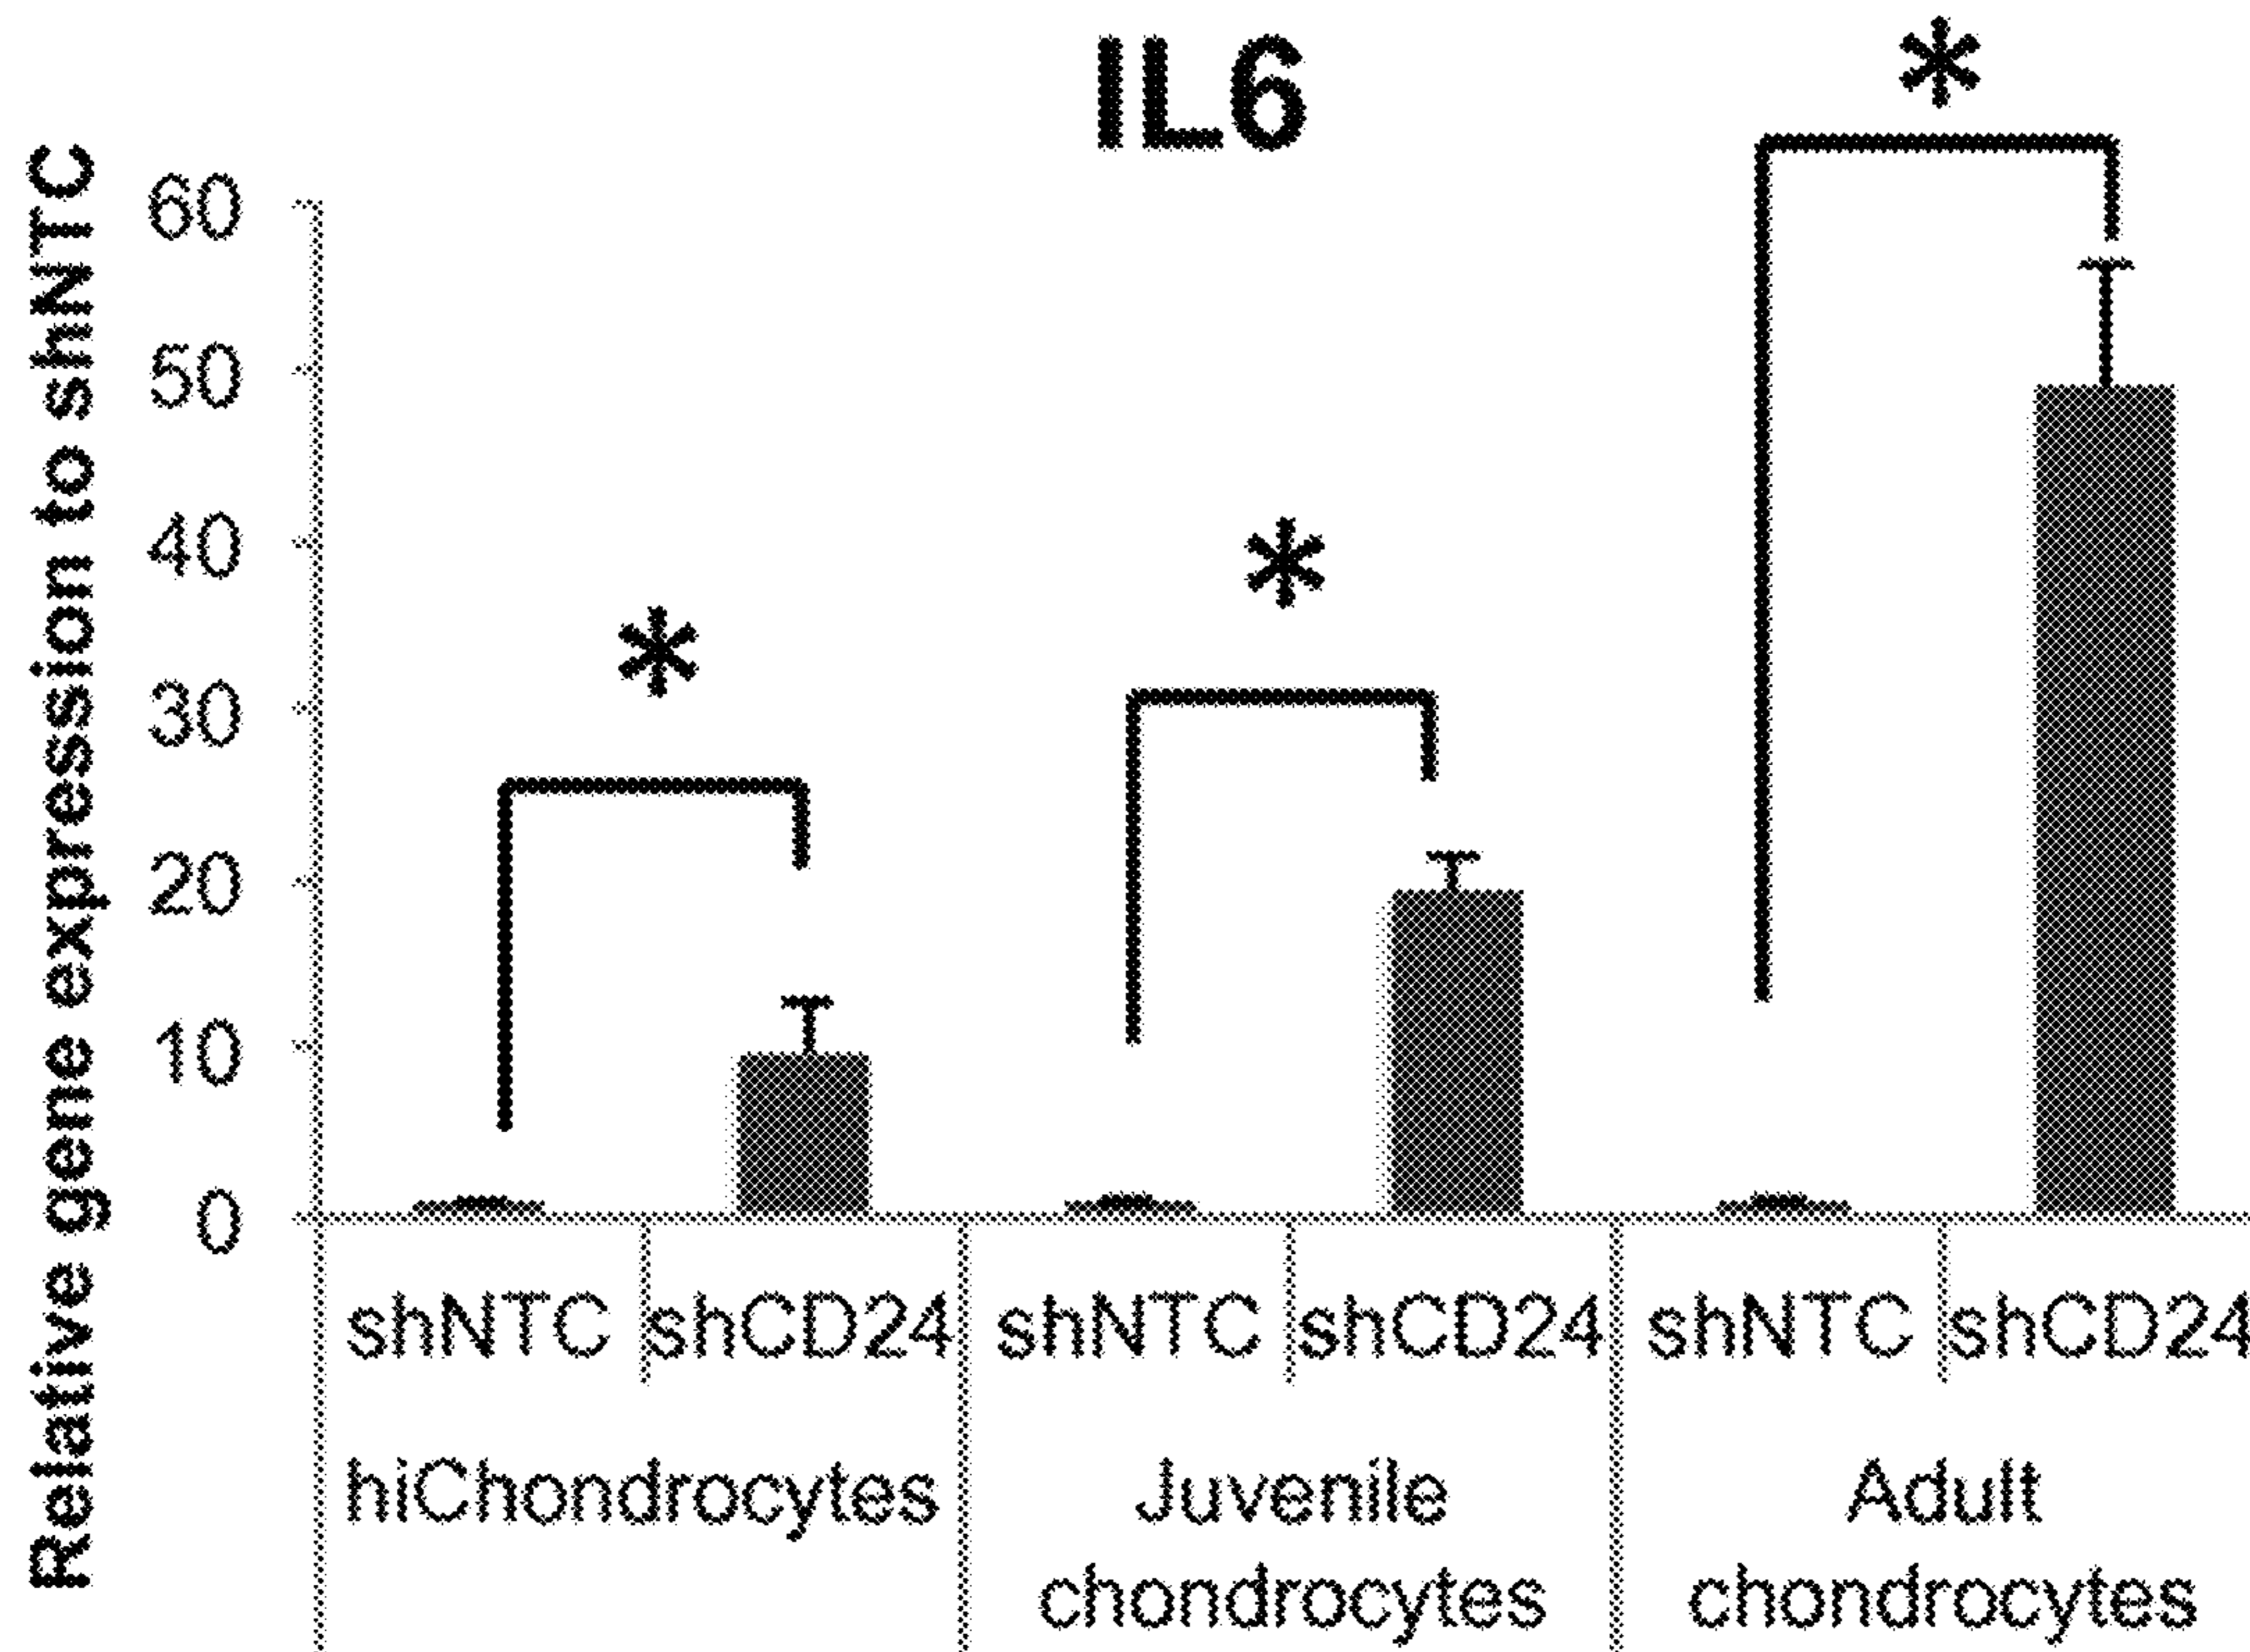 IL6
*
*
*
Relative gene expression to shNTC
60
50
40
30
20
10
0
shNTC shCD24 shNTC shCD24 shNTC shCD24
hiChondrocytes Juvenile chondrocytes Adult chondrocytes